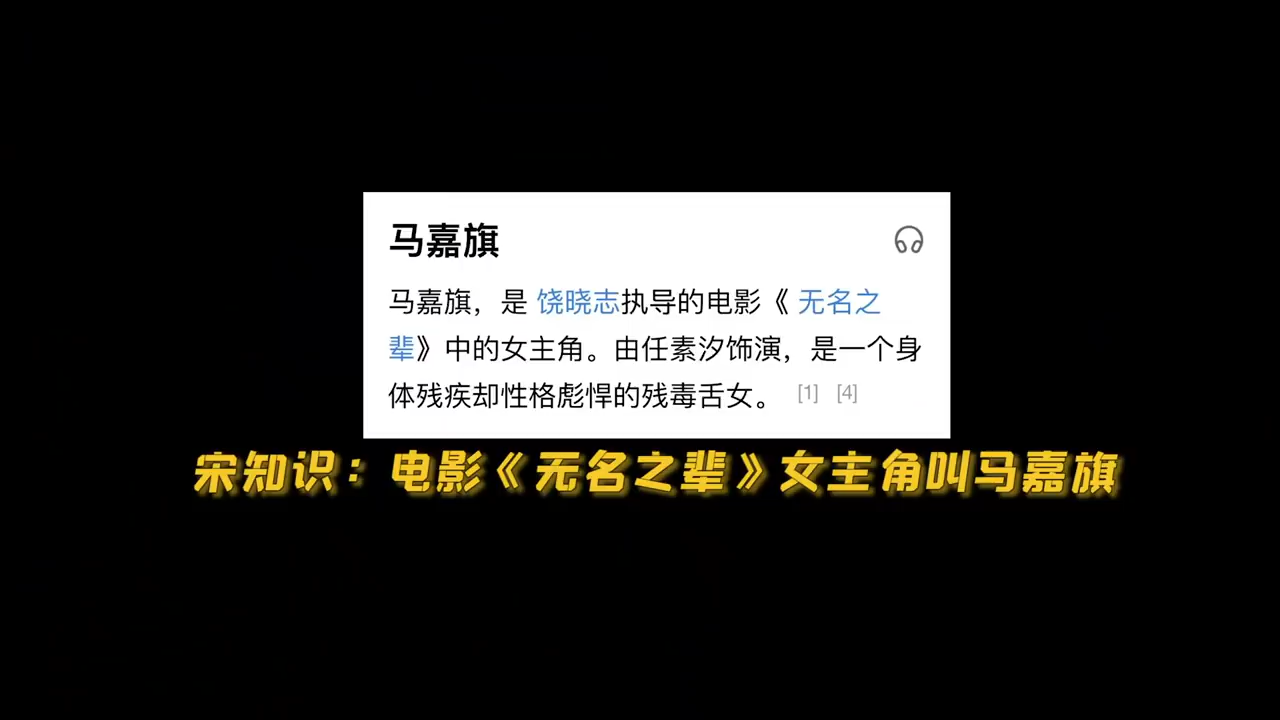 马嘉旗
马嘉旗，是 饶晓志执导的电影《 无名之
辈》中的女主角。由任素汐饰演，是一个身
体残疾却性格彪悍的残毒舌女。 [1] [4]
宋知识：电影《无名之辈》女主角叫马嘉旗